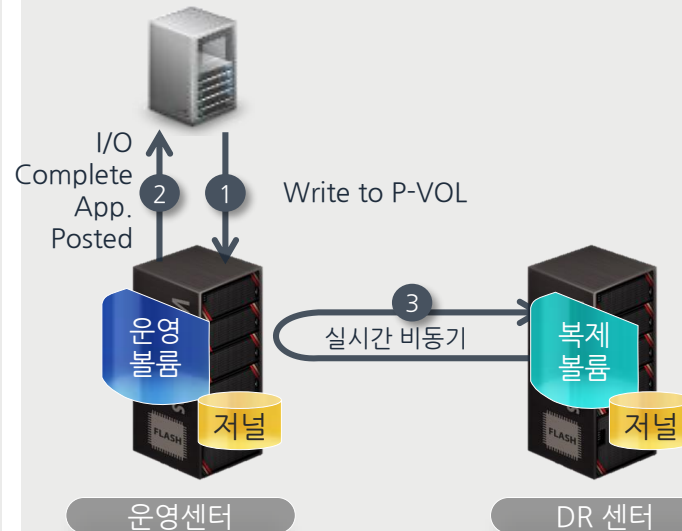 I/O
Complete
App.
Posted
2
1
Write to P-VOL
3
실시간 비동기
운영
볼륨
저널
FLASH
복제
볼륨
저널
FLASH
운영센터
DR 센터